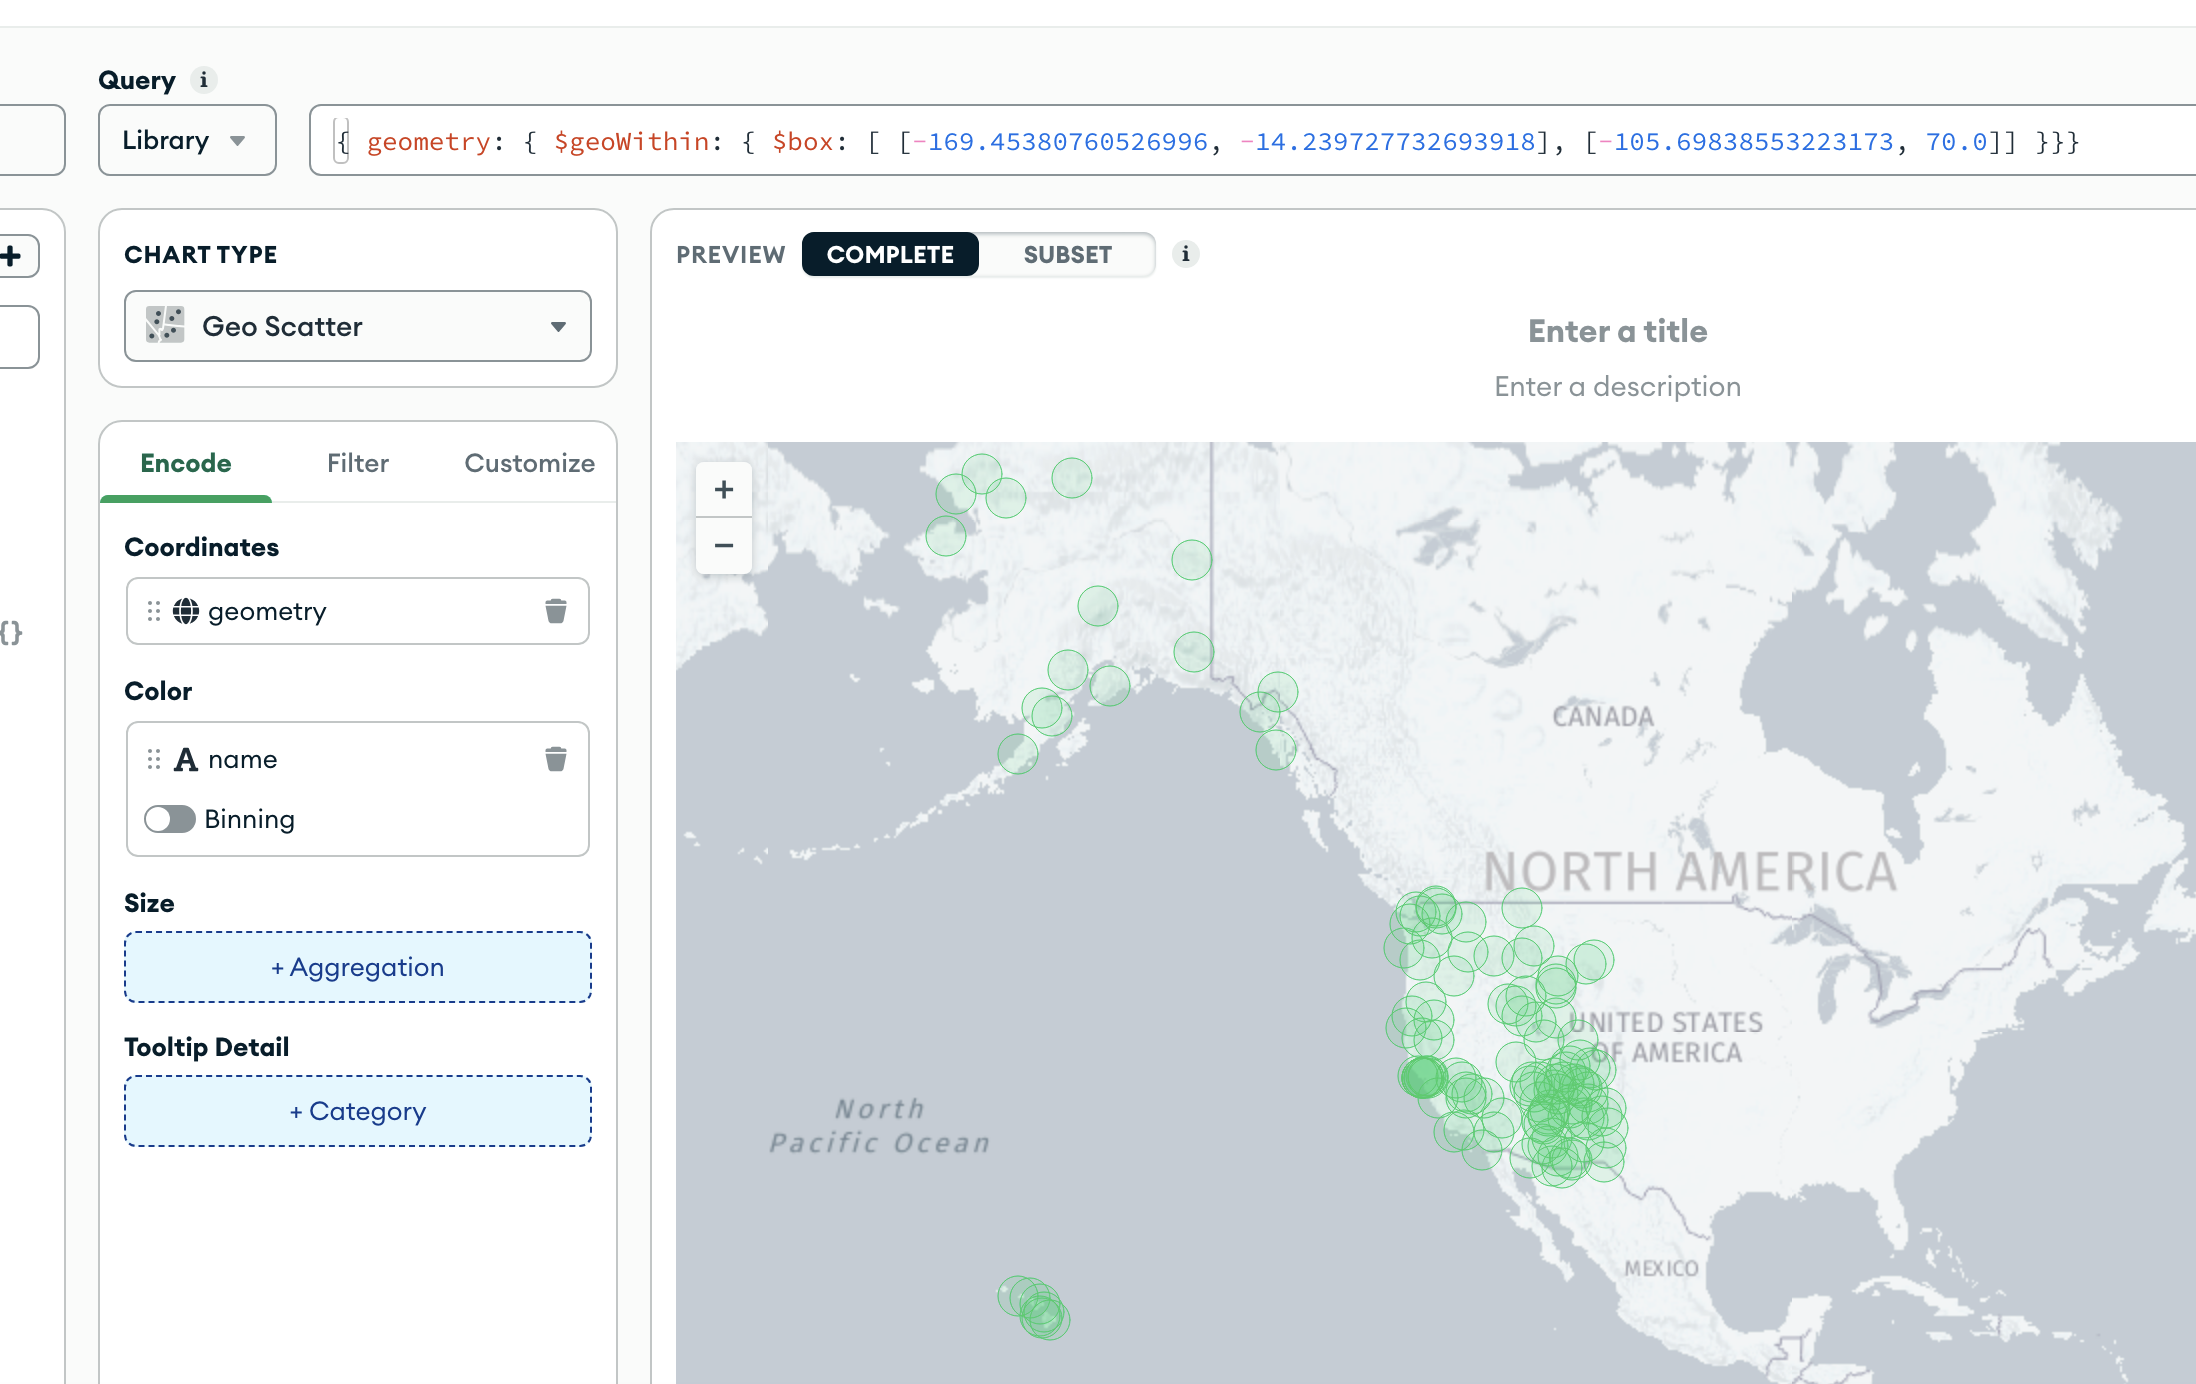 Query i
Library
{ geometry: { $geoWithin: { $box: [ [-169.45380760526996, -14.239727732693918], [-105.69838553223173, 70.0]] }}}
+
{}
CHART TYPE
Geo Scatter
Encode Filter Customize
Coordinates
geometry
Color
A name
Binning
Size
+ Aggregation
Tooltip Detail
+ Category
PREVIEW COMPLETE SUBSET i
Enter a title
Enter a description
+
−
CANADA
NORTH AMERICA
UNITED STATES
OF AMERICA
North
Pacific Ocean
MEXICO